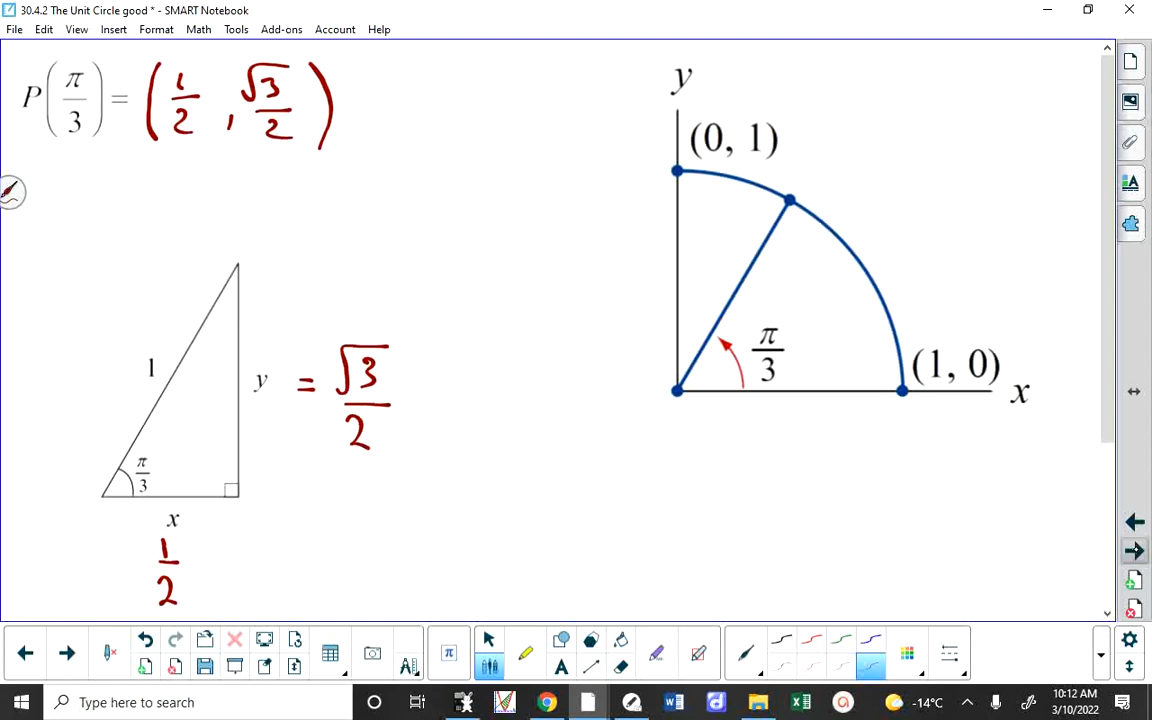 30.4.2 The Unit Circle good * - SMART Notebook
File Edit View Insert Format Math Tools Add-ons Account Help
P(π/3) = (1/2, √3/2)
y
(0, 1)
π/3
(1, 0)
x
1
y = √3/2
π/3
x
1/2
π
A
Type here to search
-14°C
10:12 AM
3/10/2022